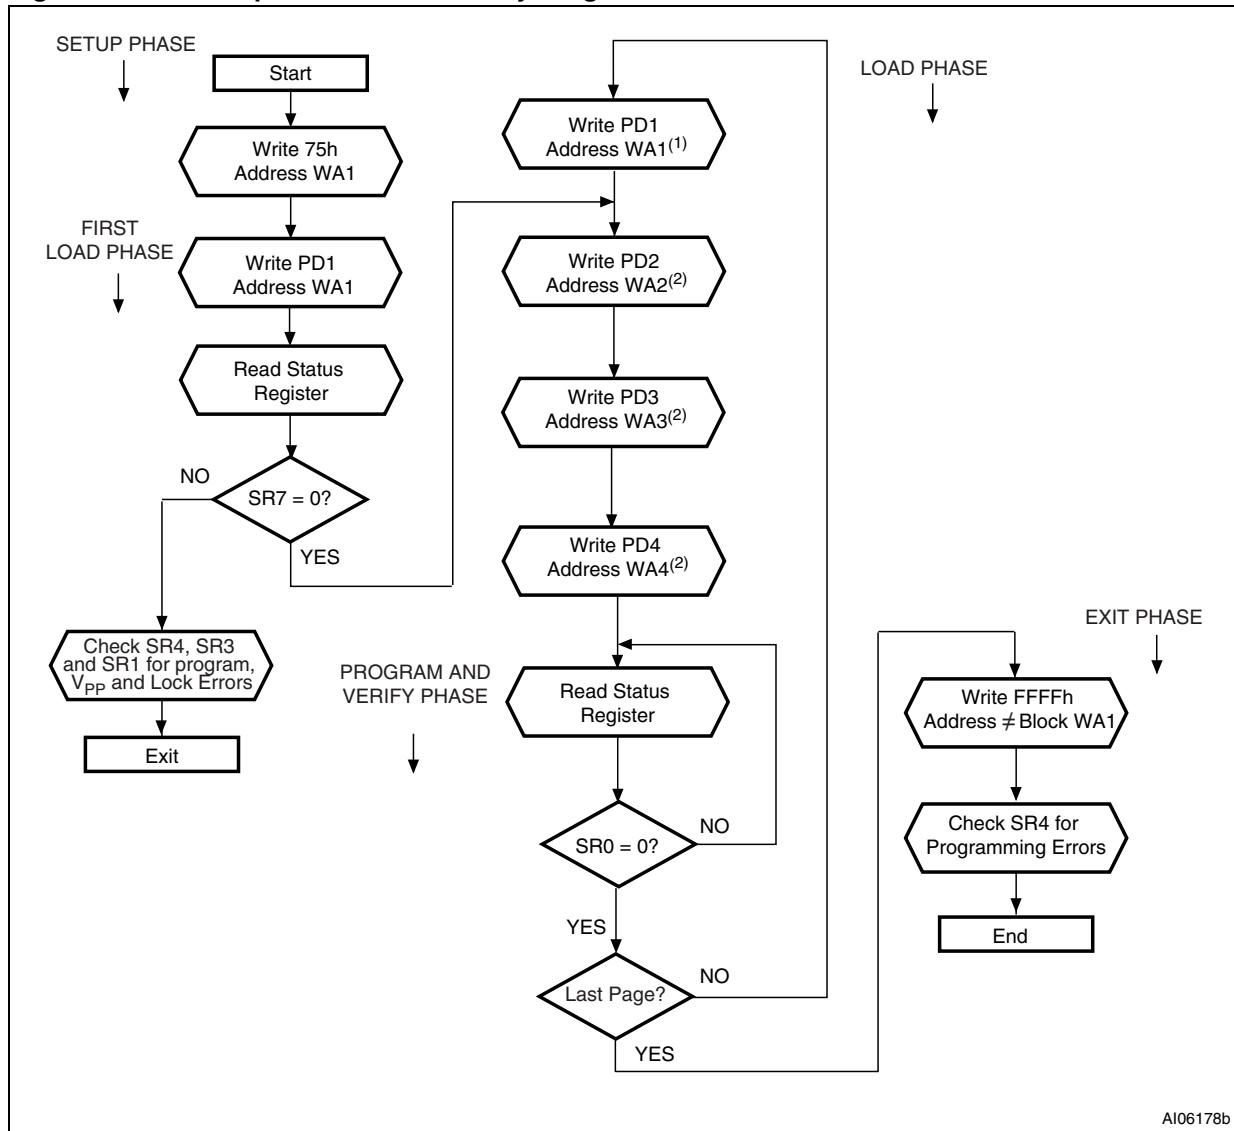 SETUP PHASE
Start
Write 75h
Address WA1
FIRST
LOAD PHASE
Write PD1
Address WA1
Read Status
Register
NO
SR7 = 0?
YES
Check SR4, SR3
and SR1 for program,
VPP and Lock Errors
Exit
LOAD PHASE
Write PD1
Address WA1(1)
Write PD2
Address WA2(2)
Write PD3
Address WA3(2)
Write PD4
Address WA4(2)
PROGRAM AND
VERIFY PHASE
Read Status
Register
NO
SR0 = 0?
YES
NO
Last Page?
YES
EXIT PHASE
Write FFFFh
Address ≠ Block WA1
Check SR4 for
Programming Errors
End
AI06178b